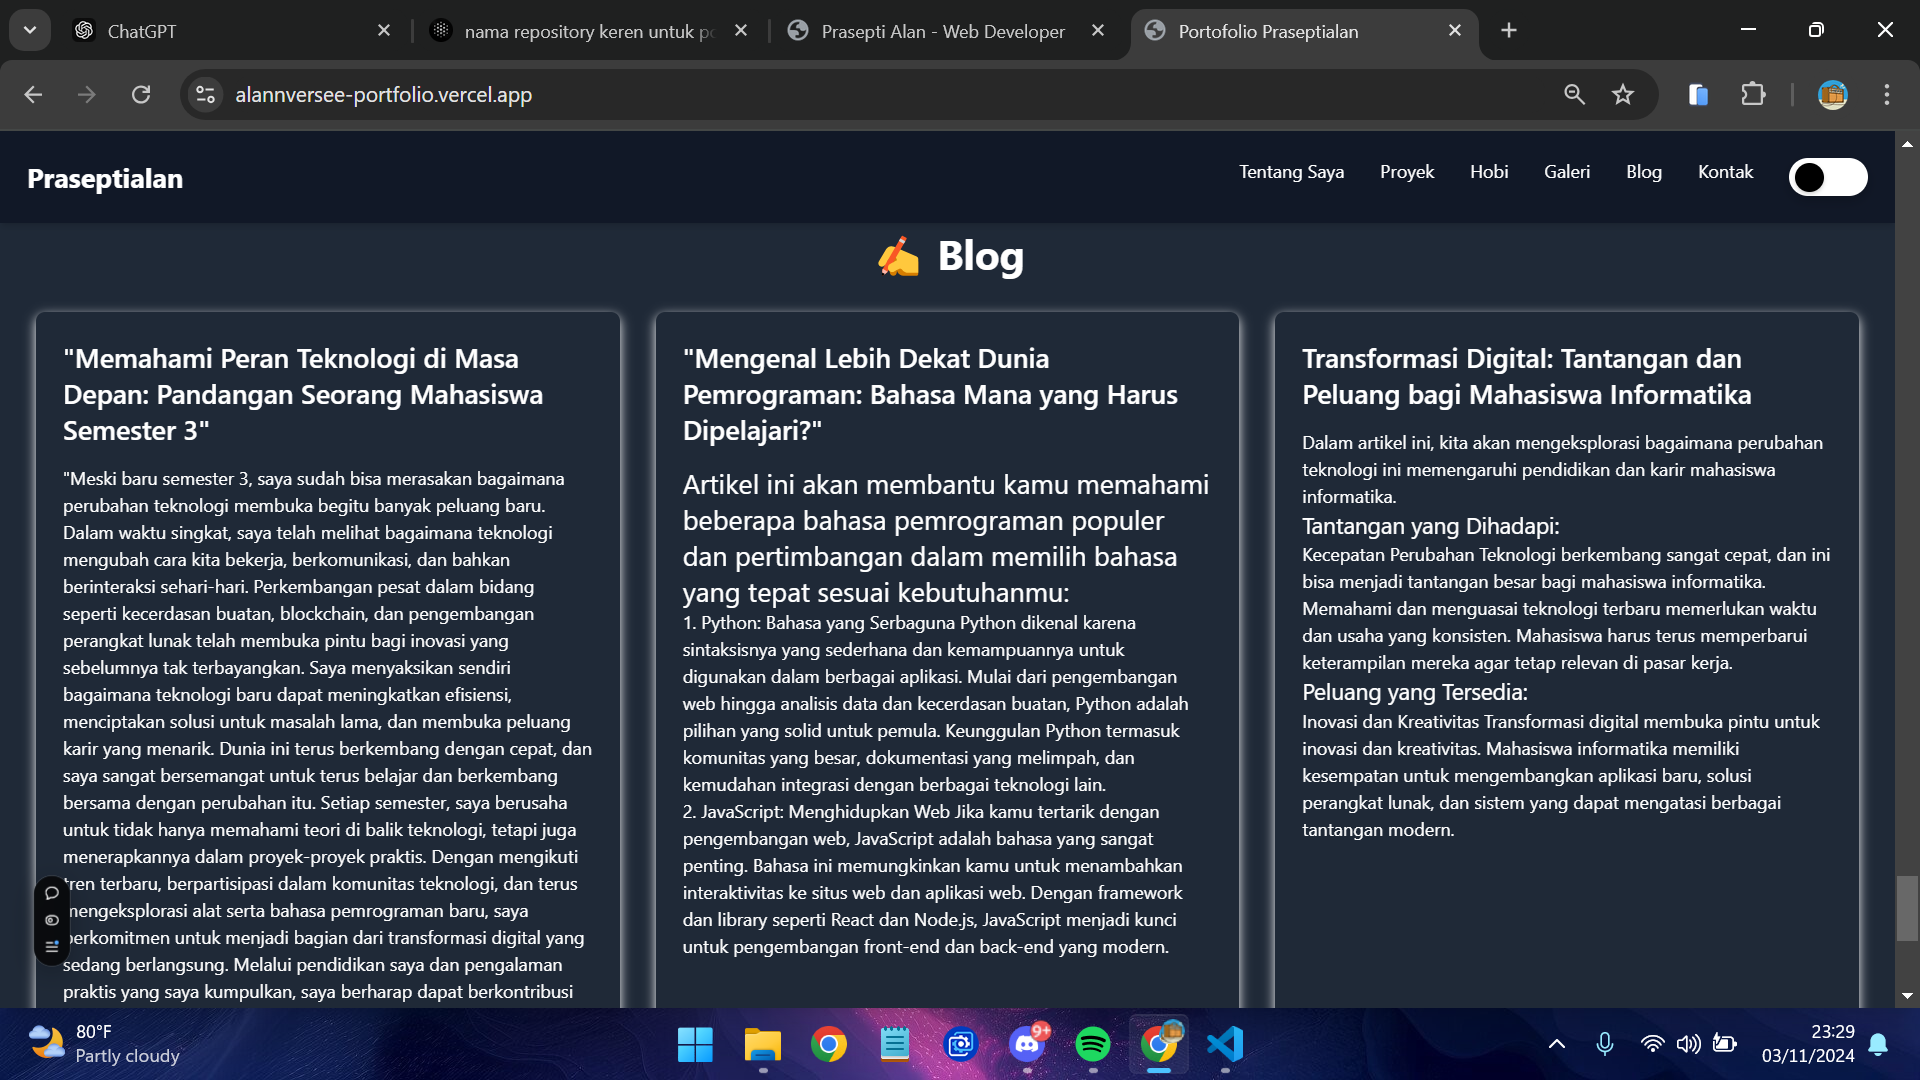 ChatGPT
nama repository keren untuk po
Prasepti Alan - Web Developer
Portofolio Praseptialan
alannversee-portfolio.vercel.app
Praseptialan
Tentang Saya
Proyek
Hobi
Galeri
Blog
Kontak
✍️ Blog
"Memahami Peran Teknologi di Masa
Depan: Pandangan Seorang Mahasiswa
Semester 3"
"Meski baru semester 3, saya sudah bisa merasakan bagaimana
perubahan teknologi membuka begitu banyak peluang baru.
Dalam waktu singkat, saya telah melihat bagaimana teknologi
mengubah cara kita bekerja, berkomunikasi, dan bahkan
berinteraksi sehari-hari. Perkembangan pesat dalam bidang
seperti kecerdasan buatan, blockchain, dan pengembangan
perangkat lunak telah membuka pintu bagi inovasi yang
sebelumnya tak terbayangkan. Saya menyaksikan sendiri
bagaimana teknologi baru dapat meningkatkan efisiensi,
menciptakan solusi untuk masalah lama, dan membuka peluang
karir yang menarik. Dunia ini terus berkembang dengan cepat, dan
saya sangat bersemangat untuk terus belajar dan berkembang
bersama dengan perubahan itu. Setiap semester, saya berusaha
untuk tidak hanya memahami teori di balik teknologi, tetapi juga
menerapkannya dalam proyek-proyek praktis. Dengan mengikuti
tren terbaru, berpartisipasi dalam komunitas teknologi, dan terus
mengeksplorasi alat serta bahasa pemrograman baru, saya
berkomitmen untuk menjadi bagian dari transformasi digital yang
sedang berlangsung. Melalui pendidikan saya dan pengalaman
praktis yang saya kumpulkan, saya berharap dapat berkontribusi
"Mengenal Lebih Dekat Dunia
Pemrograman: Bahasa Mana yang Harus
Dipelajari?"
Artikel ini akan membantu kamu memahami
beberapa bahasa pemrograman populer
dan pertimbangan dalam memilih bahasa
yang tepat sesuai kebutuhanmu:
1. Python: Bahasa yang Serbaguna Python dikenal karena
sintaksisnya yang sederhana dan kemampuannya untuk
digunakan dalam berbagai aplikasi. Mulai dari pengembangan
web hingga analisis data dan kecerdasan buatan, Python adalah
pilihan yang solid untuk pemula. Keunggulan Python termasuk
komunitas yang besar, dokumentasi yang melimpah, dan
kemudahan integrasi dengan berbagai teknologi lain.
2. JavaScript: Menghidupkan Web Jika kamu tertarik dengan
pengembangan web, JavaScript adalah bahasa yang sangat
penting. Bahasa ini memungkinkan kamu untuk menambahkan
interaktivitas ke situs web dan aplikasi web. Dengan framework
dan library seperti React dan Node.js, JavaScript menjadi kunci
untuk pengembangan front-end dan back-end yang modern.
Transformasi Digital: Tantangan dan
Peluang bagi Mahasiswa Informatika
Dalam artikel ini, kita akan mengeksplorasi bagaimana perubahan
teknologi ini memengaruhi pendidikan dan karir mahasiswa
informatika.
Tantangan yang Dihadapi:
Kecepatan Perubahan Teknologi berkembang sangat cepat, dan ini
bisa menjadi tantangan besar bagi mahasiswa informatika.
Memahami dan menguasai teknologi terbaru memerlukan waktu
dan usaha yang konsisten. Mahasiswa harus terus memperbarui
keterampilan mereka agar tetap relevan di pasar kerja.
Peluang yang Tersedia:
Inovasi dan Kreativitas Transformasi digital membuka pintu untuk
inovasi dan kreativitas. Mahasiswa informatika memiliki
kesempatan untuk mengembangkan aplikasi baru, solusi
perangkat lunak, dan sistem yang dapat mengatasi berbagai
tantangan modern.
80°F
Partly cloudy
9+
23:29
03/11/2024